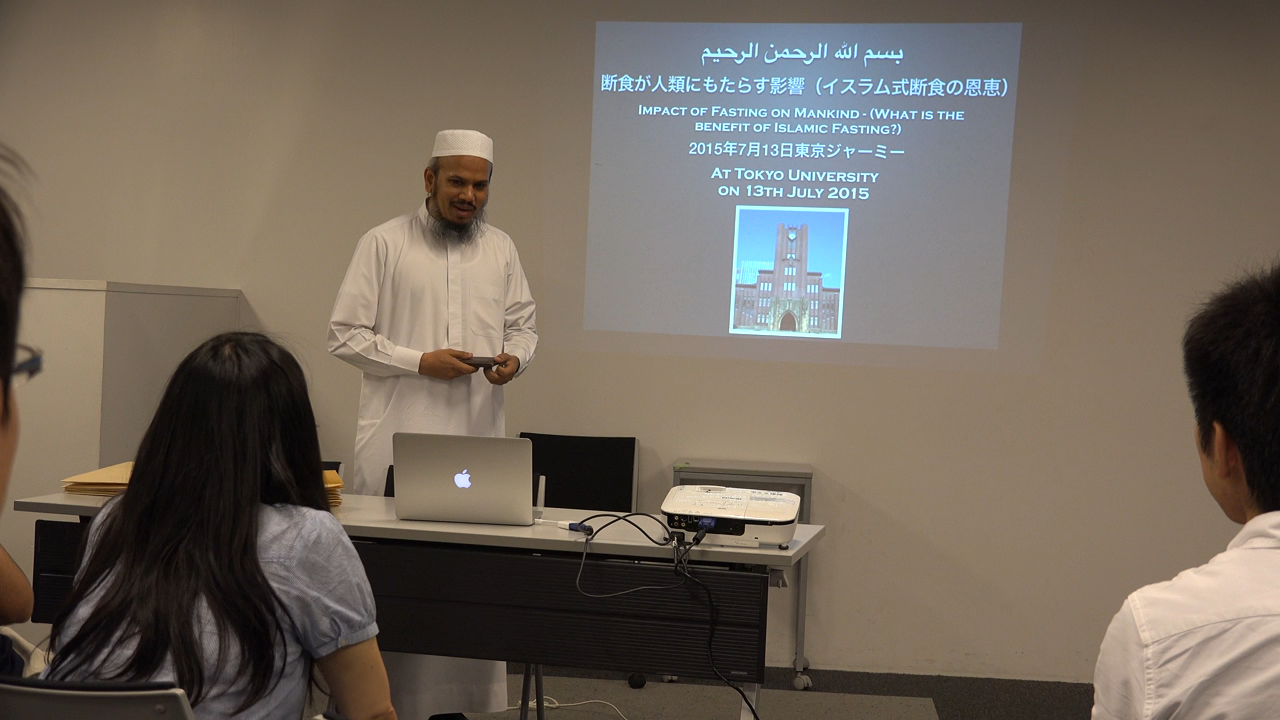 بسم الله الرحمن الرحيم
断食が人類にもたらす影響（イスラム式断食の恩恵）
IMPACT OF FASTING ON MANKIND - (WHAT IS THE
BENEFIT OF ISLAMIC FASTING?)
2015年7月13日東京ジャーミー
AT TOKYO UNIVERSITY
ON 13TH JULY 2015